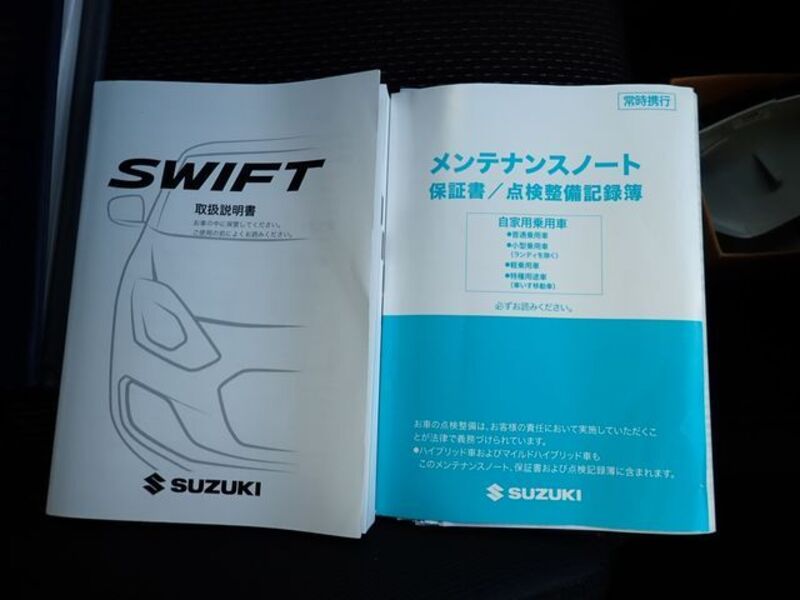 SWIFT
取扱説明書
お車の中に保管してください。
ご使用の前によくお読みください。
SUZUKI
常時携行
メンテナンスノート
保証書／点検整備記録簿
自家用乗用車
●普通乗用車
●小型乗用車
(ランディを除く)
●軽乗用車
●特種用途車
(車いす移動車)
必ずお読みください。
お車の点検整備は、お客様の責任において実施していただくこ
とが法律で義務づけられています。
●ハイブリッド車およびマイルドハイブリッド車も
このメンテナンスノート、保証書および点検記録簿に含まれます。
SUZUKI